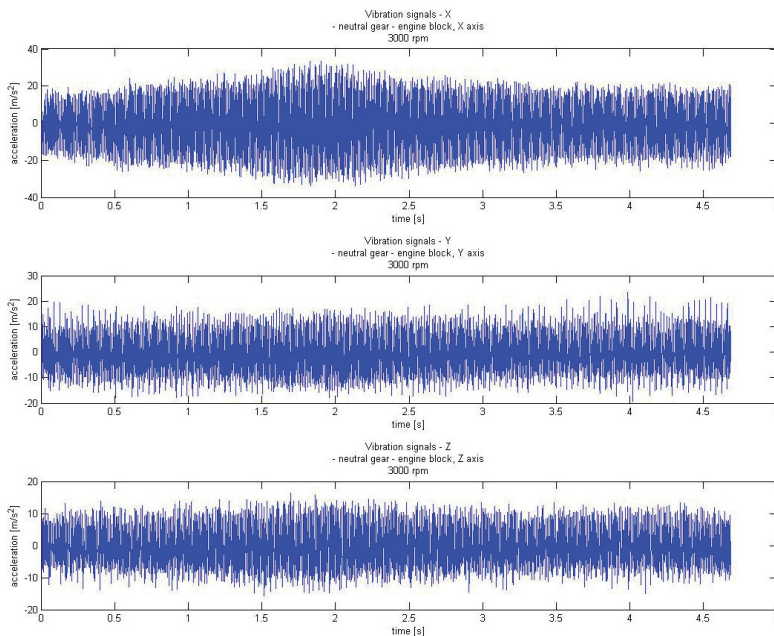 Vibration signals - X
- neutral gear - engine block, X axis
3000 rpm
40
20
0
-20
-40
acceleration [m/s²]
0 0.5 1 1.5 2 2.5 3 3.5 4 4.5
time [s]
Vibration signals - Y
- neutral gear - engine block, Y axis
3000 rpm
30
20
10
0
-10
-20
acceleration [m/s²]
0 0.5 1 1.5 2 2.5 3 3.5 4 4.5
time [s]
Vibration signals - Z
- neutral gear - engine block, Z axis
3000 rpm
20
10
0
-10
-20
acceleration [m/s²]
0 0.5 1 1.5 2 2.5 3 3.5 4 4.5
time [s]